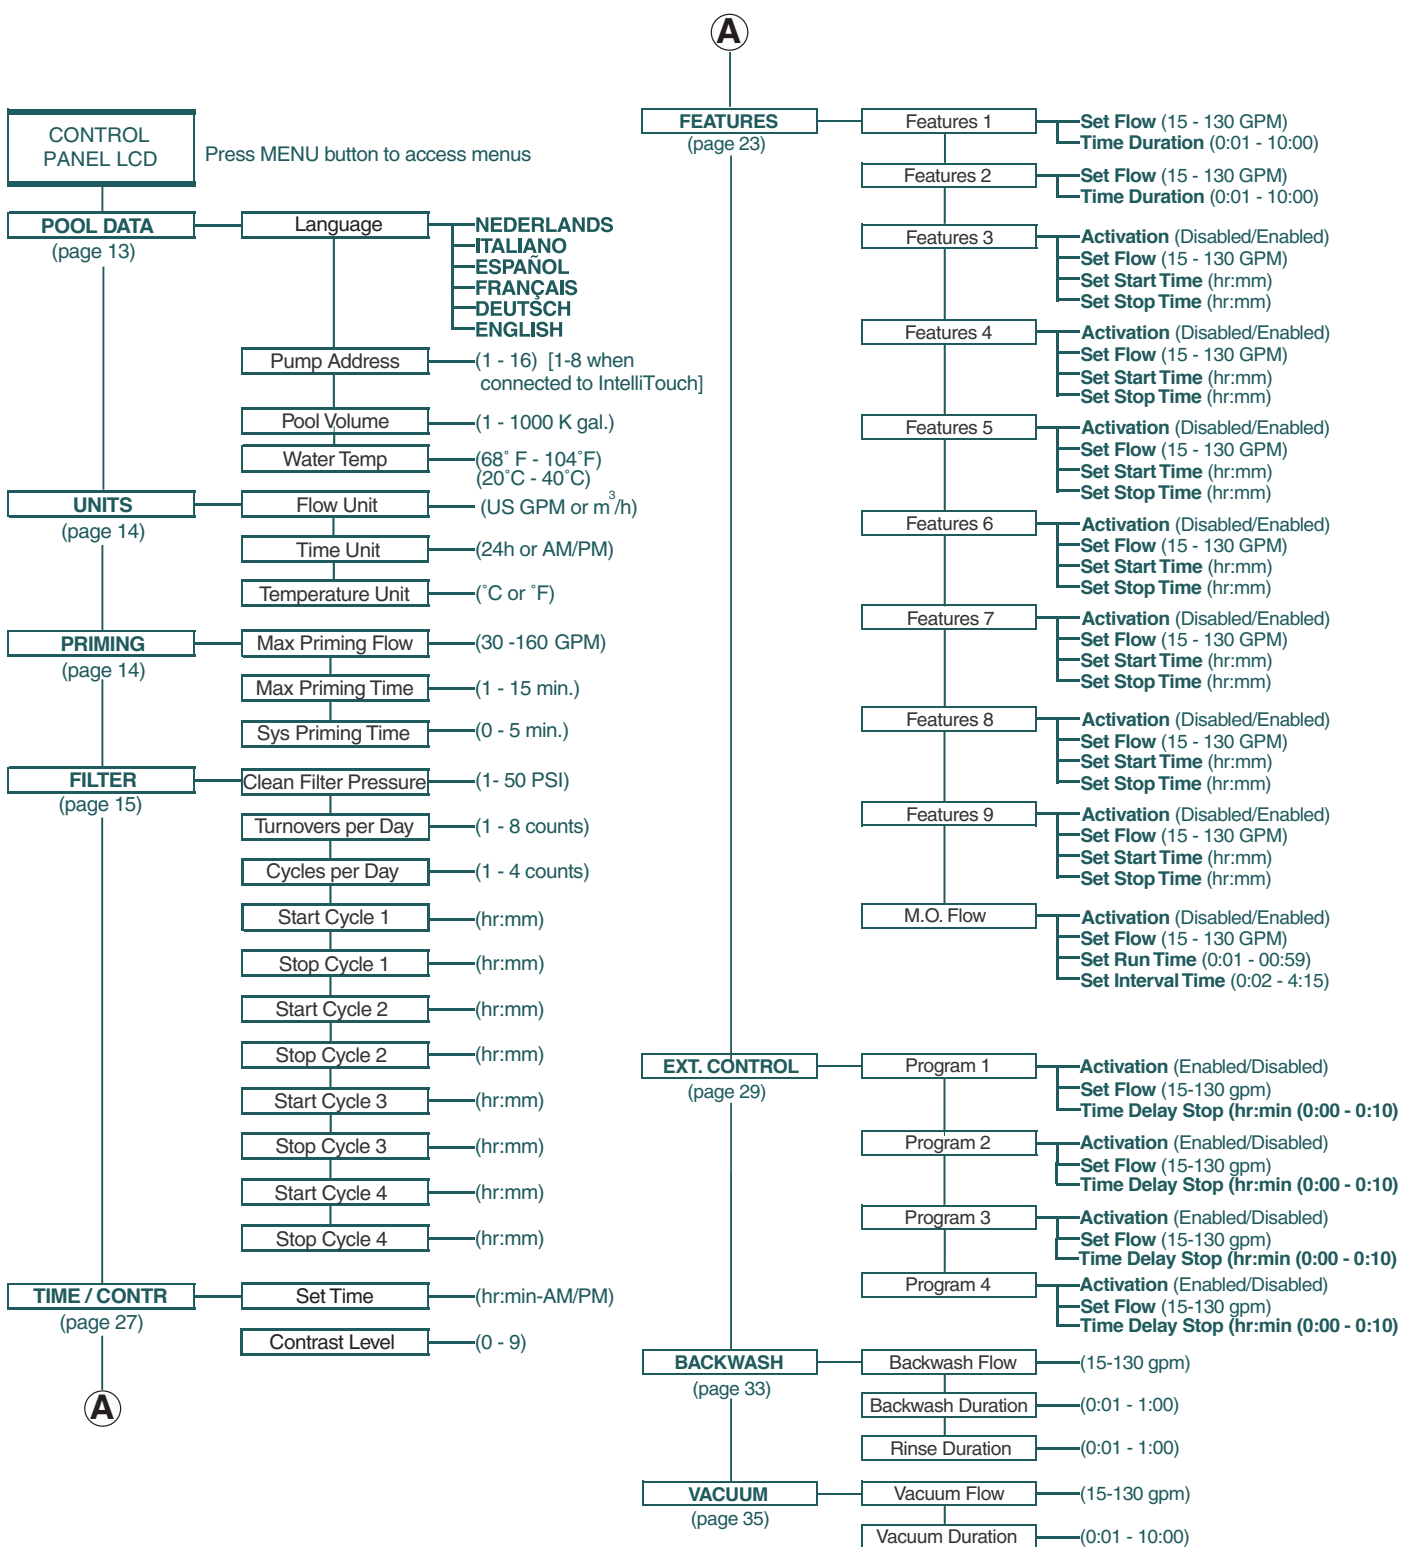 CONTROL
PANEL LCD
Press MENU button to access menus
POOL DATA
(page 13)
Language
NEDERLANDS
ITALIANO
ESPAÑOL
FRANÇAIS
DEUTSCH
ENGLISH
Pump Address
(1 - 16) [1-8 when
connected to IntelliTouch]
Pool Volume
(1 - 1000 K gal.)
Water Temp
(68˚ F - 104˚F)
(20˚C - 40˚C)
UNITS
(page 14)
Flow Unit
(US GPM or m³/h)
Time Unit
(24h or AM/PM)
Temperature Unit
(˚C or ˚F)
PRIMING
(page 14)
Max Priming Flow
(30 -160 GPM)
Max Priming Time
(1 - 15 min.)
Sys Priming Time
(0 - 5 min.)
FILTER
(page 15)
Clean Filter Pressure
(1- 50 PSI)
Turnovers per Day
(1 - 8 counts)
Cycles per Day
(1 - 4 counts)
Start Cycle 1
(hr:mm)
Stop Cycle 1
(hr:mm)
Start Cycle 2
(hr:mm)
Stop Cycle 2
(hr:mm)
Start Cycle 3
(hr:mm)
Stop Cycle 3
(hr:mm)
Start Cycle 4
(hr:mm)
Stop Cycle 4
(hr:mm)
TIME / CONTR
(page 27)
Set Time
(hr:min-AM/PM)
Contrast Level
(0 - 9)
A
A
FEATURES
(page 23)
Features 1
Set Flow (15 - 130 GPM)
Time Duration (0:01 - 10:00)
Features 2
Set Flow (15 - 130 GPM)
Time Duration (0:01 - 10:00)
Features 3
Activation (Disabled/Enabled)
Set Flow (15 - 130 GPM)
Set Start Time (hr:mm)
Set Stop Time (hr:mm)
Features 4
Activation (Disabled/Enabled)
Set Flow (15 - 130 GPM)
Set Start Time (hr:mm)
Set Stop Time (hr:mm)
Features 5
Activation (Disabled/Enabled)
Set Flow (15 - 130 GPM)
Set Start Time (hr:mm)
Set Stop Time (hr:mm)
Features 6
Activation (Disabled/Enabled)
Set Flow (15 - 130 GPM)
Set Start Time (hr:mm)
Set Stop Time (hr:mm)
Features 7
Activation (Disabled/Enabled)
Set Flow (15 - 130 GPM)
Set Start Time (hr:mm)
Set Stop Time (hr:mm)
Features 8
Activation (Disabled/Enabled)
Set Flow (15 - 130 GPM)
Set Start Time (hr:mm)
Set Stop Time (hr:mm)
Features 9
Activation (Disabled/Enabled)
Set Flow (15 - 130 GPM)
Set Start Time (hr:mm)
Set Stop Time (hr:mm)
M.O. Flow
Activation (Disabled/Enabled)
Set Flow (15 - 130 GPM)
Set Run Time (0:01 - 00:59)
Set Interval Time (0:02 - 4:15)
EXT. CONTROL
(page 29)
Program 1
Activation (Enabled/Disabled)
Set Flow (15-130 gpm)
Time Delay Stop (hr:min (0:00 - 0:10)
Program 2
Activation (Enabled/Disabled)
Set Flow (15-130 gpm)
Time Delay Stop (hr:min (0:00 - 0:10)
Program 3
Activation (Enabled/Disabled)
Set Flow (15-130 gpm)
Time Delay Stop (hr:min (0:00 - 0:10)
Program 4
Activation (Enabled/Disabled)
Set Flow (15-130 gpm)
Time Delay Stop (hr:min (0:00 - 0:10)
BACKWASH
(page 33)
Backwash Flow
(15-130 gpm)
Backwash Duration
(0:01 - 1:00)
Rinse Duration
(0:01 - 1:00)
VACUUM
(page 35)
Vacuum Flow
(15-130 gpm)
Vacuum Duration
(0:01 - 10:00)